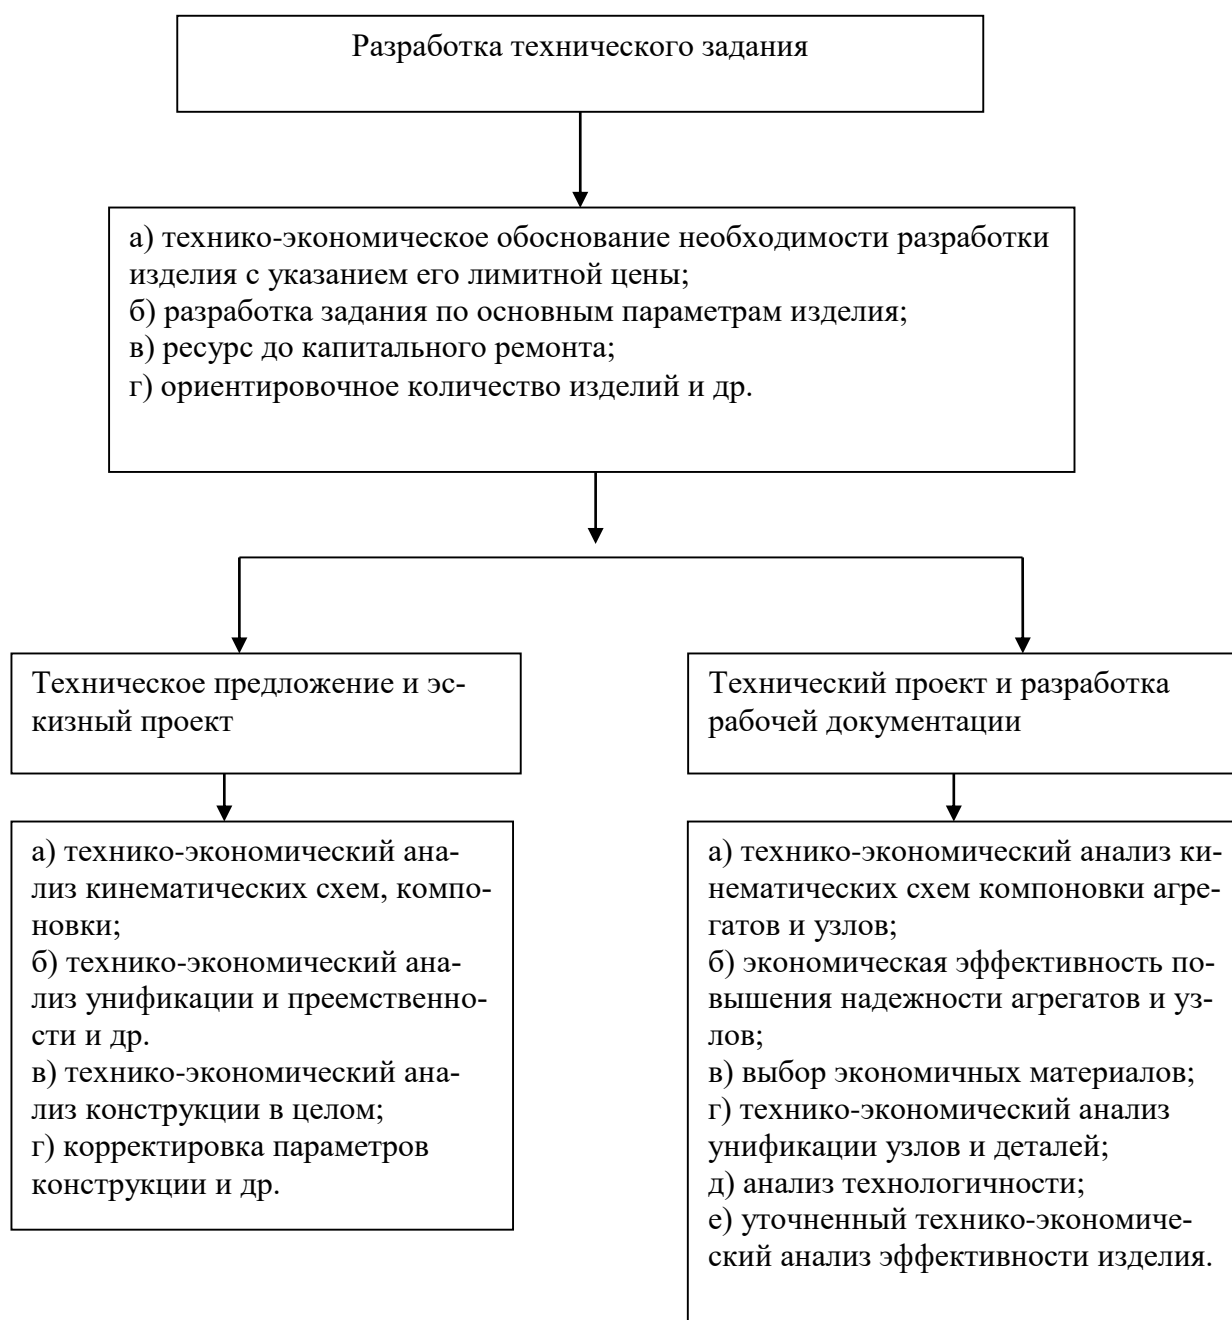 Разработка технического задания
а) технико-экономическое обоснование необходимости разработки
изделия с указанием его лимитной цены;
б) разработка задания по основным параметрам изделия;
в) ресурс до капитального ремонта;
г) ориентировочное количество изделий и др.
Техническое предложение и эс-
кизный проект
а) технико-экономический ана-
лиз кинематических схем, компо-
новки;
б) технико-экономический ана-
лиз унификации и преемственно-
сти и др.
в) технико-экономический ана-
лиз конструкции в целом;
г) корректировка параметров
конструкции и др.
Технический проект и разработка
рабочей документации
а) технико-экономический анализ ки-
нематических схем компоновки агре-
гатов и узлов;
б) экономическая эффективность по-
вышения надежности агрегатов и уз-
лов;
в) выбор экономичных материалов;
г) технико-экономический анализ
унификации узлов и деталей;
д) анализ технологичности;
е) уточненный технико-экономиче-
ский анализ эффективности изделия.